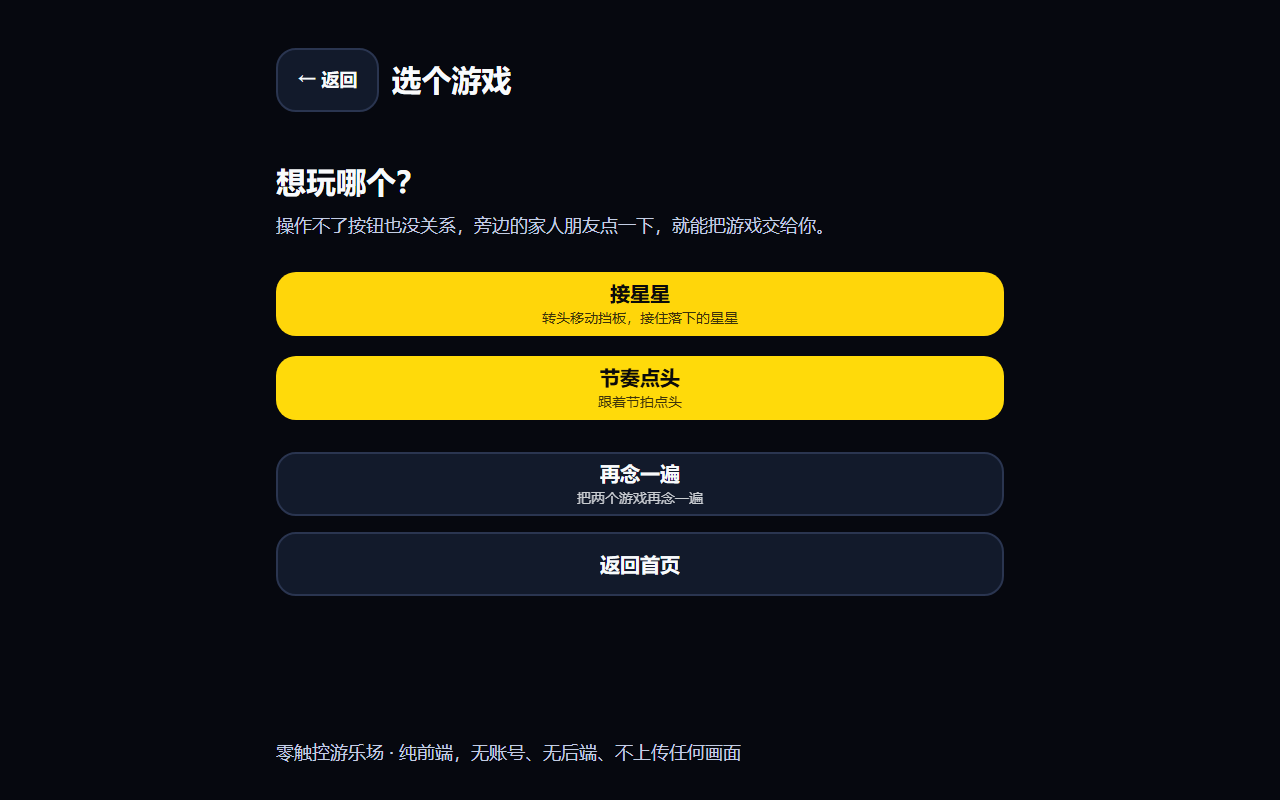 ← 返回
选个游戏
想玩哪个？
操作不了按钮也没关系，旁边的家人朋友点一下，就能把游戏交给你。
接星星
转头移动挡板，接住落下的星星
节奏点头
跟着节拍点头
再念一遍
把两个游戏再念一遍
返回首页
零触控游乐场 · 纯前端，无账号、无后端、不上传任何画面